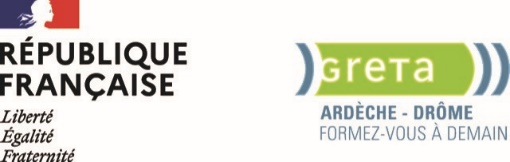 RÉPUBLIQUE
FRANÇAISE
Liberté
Égalité
Fraternité
GRETA
ARDÈCHE - DRÔME
FORMEZ-VOUS À DEMAIN